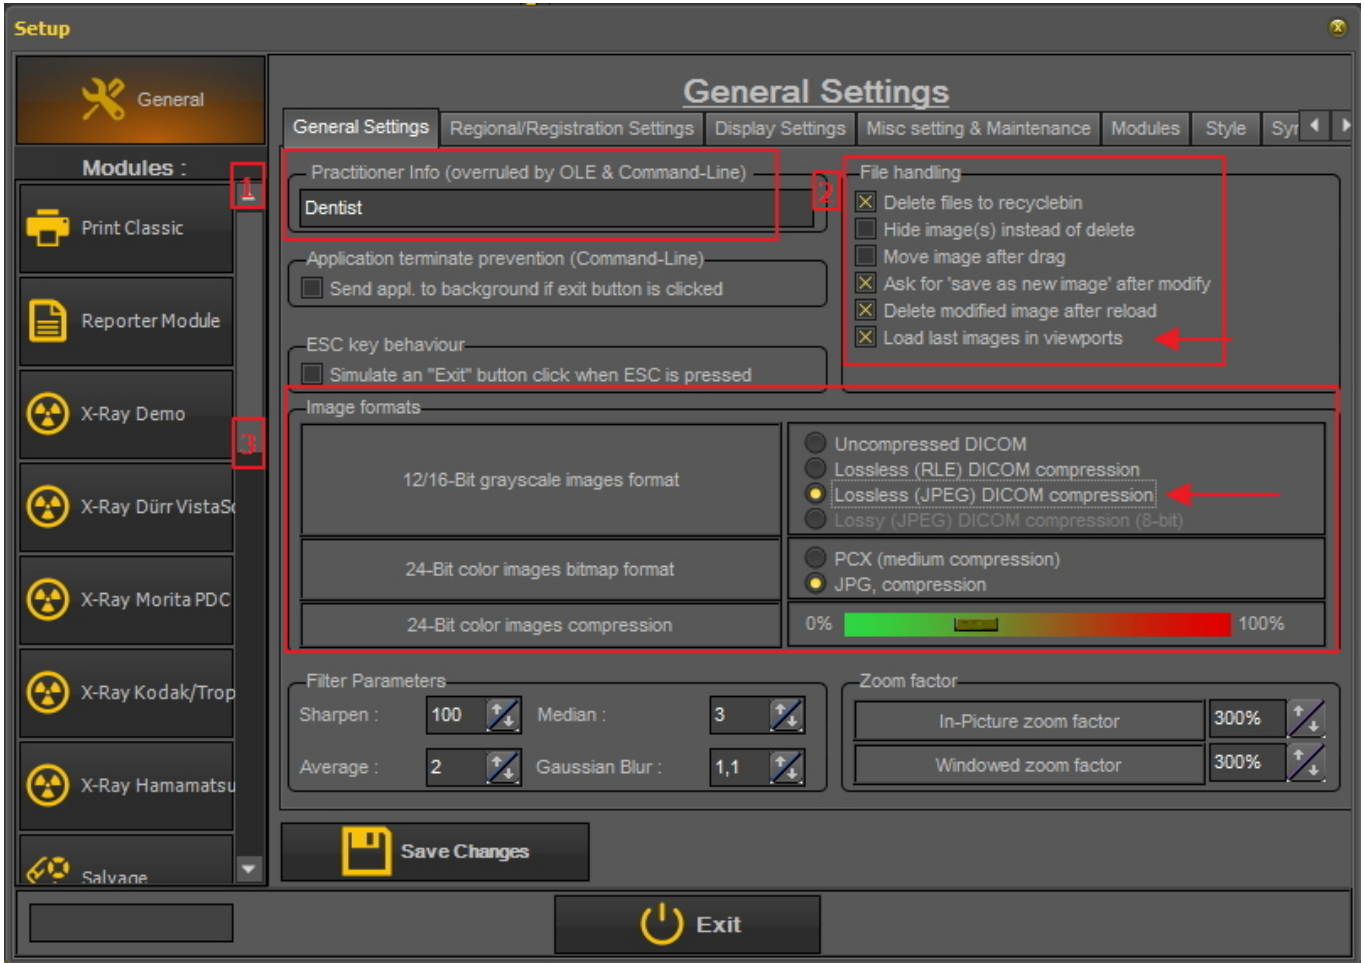 Setup
General
General Settings
General Settings
Regional/Registration Settings
Display Settings
Misc setting & Maintenance
Modules
Style
Modules :
1
Print Classic
Reporter Module
X-Ray Demo
3
X-Ray Dürr VistaSc
X-Ray Morita PDC
X-Ray Kodak/Trop
X-Ray Hamamatsu
Salvage
Practitioner Info (overruled by OLE & Command-Line)
Dentist
2
Application terminate prevention (Command-Line)
Send appl. to background if exit button is clicked
ESC key behaviour
Simulate an "Exit" button click when ESC is pressed
File handling
Delete files to recyclebin
Hide image(s) instead of delete
Move image after drag
Ask for 'save as new image' after modify
Delete modified image after reload
Load last images in viewports
Image formats
12/16-Bit grayscale images format
Uncompressed DICOM
Lossless (RLE) DICOM compression
Lossless (JPEG) DICOM compression
Lossy (JPEG) DICOM compression (8-bit)
24-Bit color images bitmap format
PCX (medium compression)
JPG, compression
24-Bit color images compression
0%
100%
Filter Parameters
Sharpen : 100 Median : 3
Average : 2 Gaussian Blur : 1,1
Zoom factor
In-Picture zoom factor 300%
Windowed zoom factor 300%
Save Changes
Exit